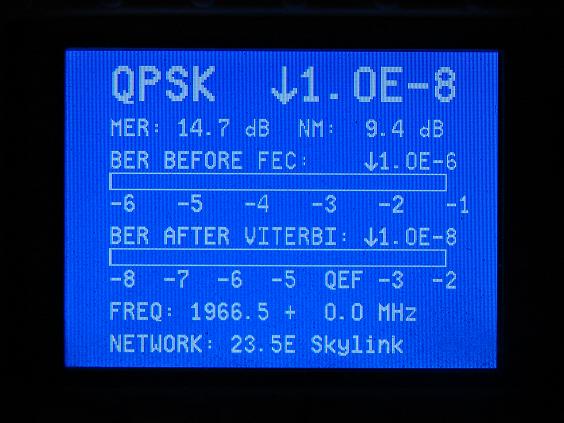 QPSK ↓1.0E-8
MER: 14.7 dB NM: 9.4 dB
BER BEFORE FEC: ↓1.0E-6
-6 -5 -4 -3 -2 -1
BER AFTER VITERBI: ↓1.0E-8
-8 -7 -6 -5 QEF -3 -2
FREQ: 1966.5 + 0.0 MHz
NETWORK: 23.5E Skylink